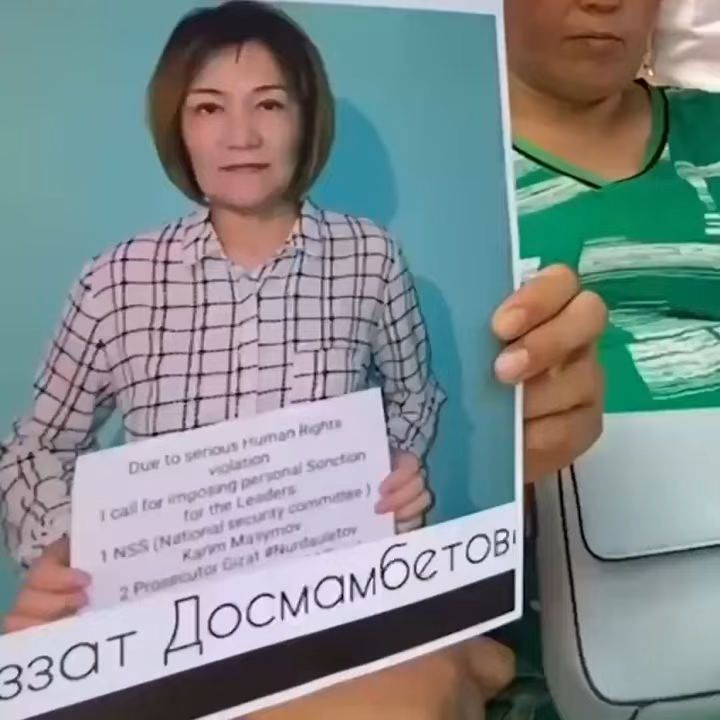 Due to serious Human Rights
violation
I call for imposing personal Sonction
for the Leaders
1 NSS (National security committee)
Karim Masymov
2 Prosecutor Gizat #Nurdauletov
ззат Досмамбетов